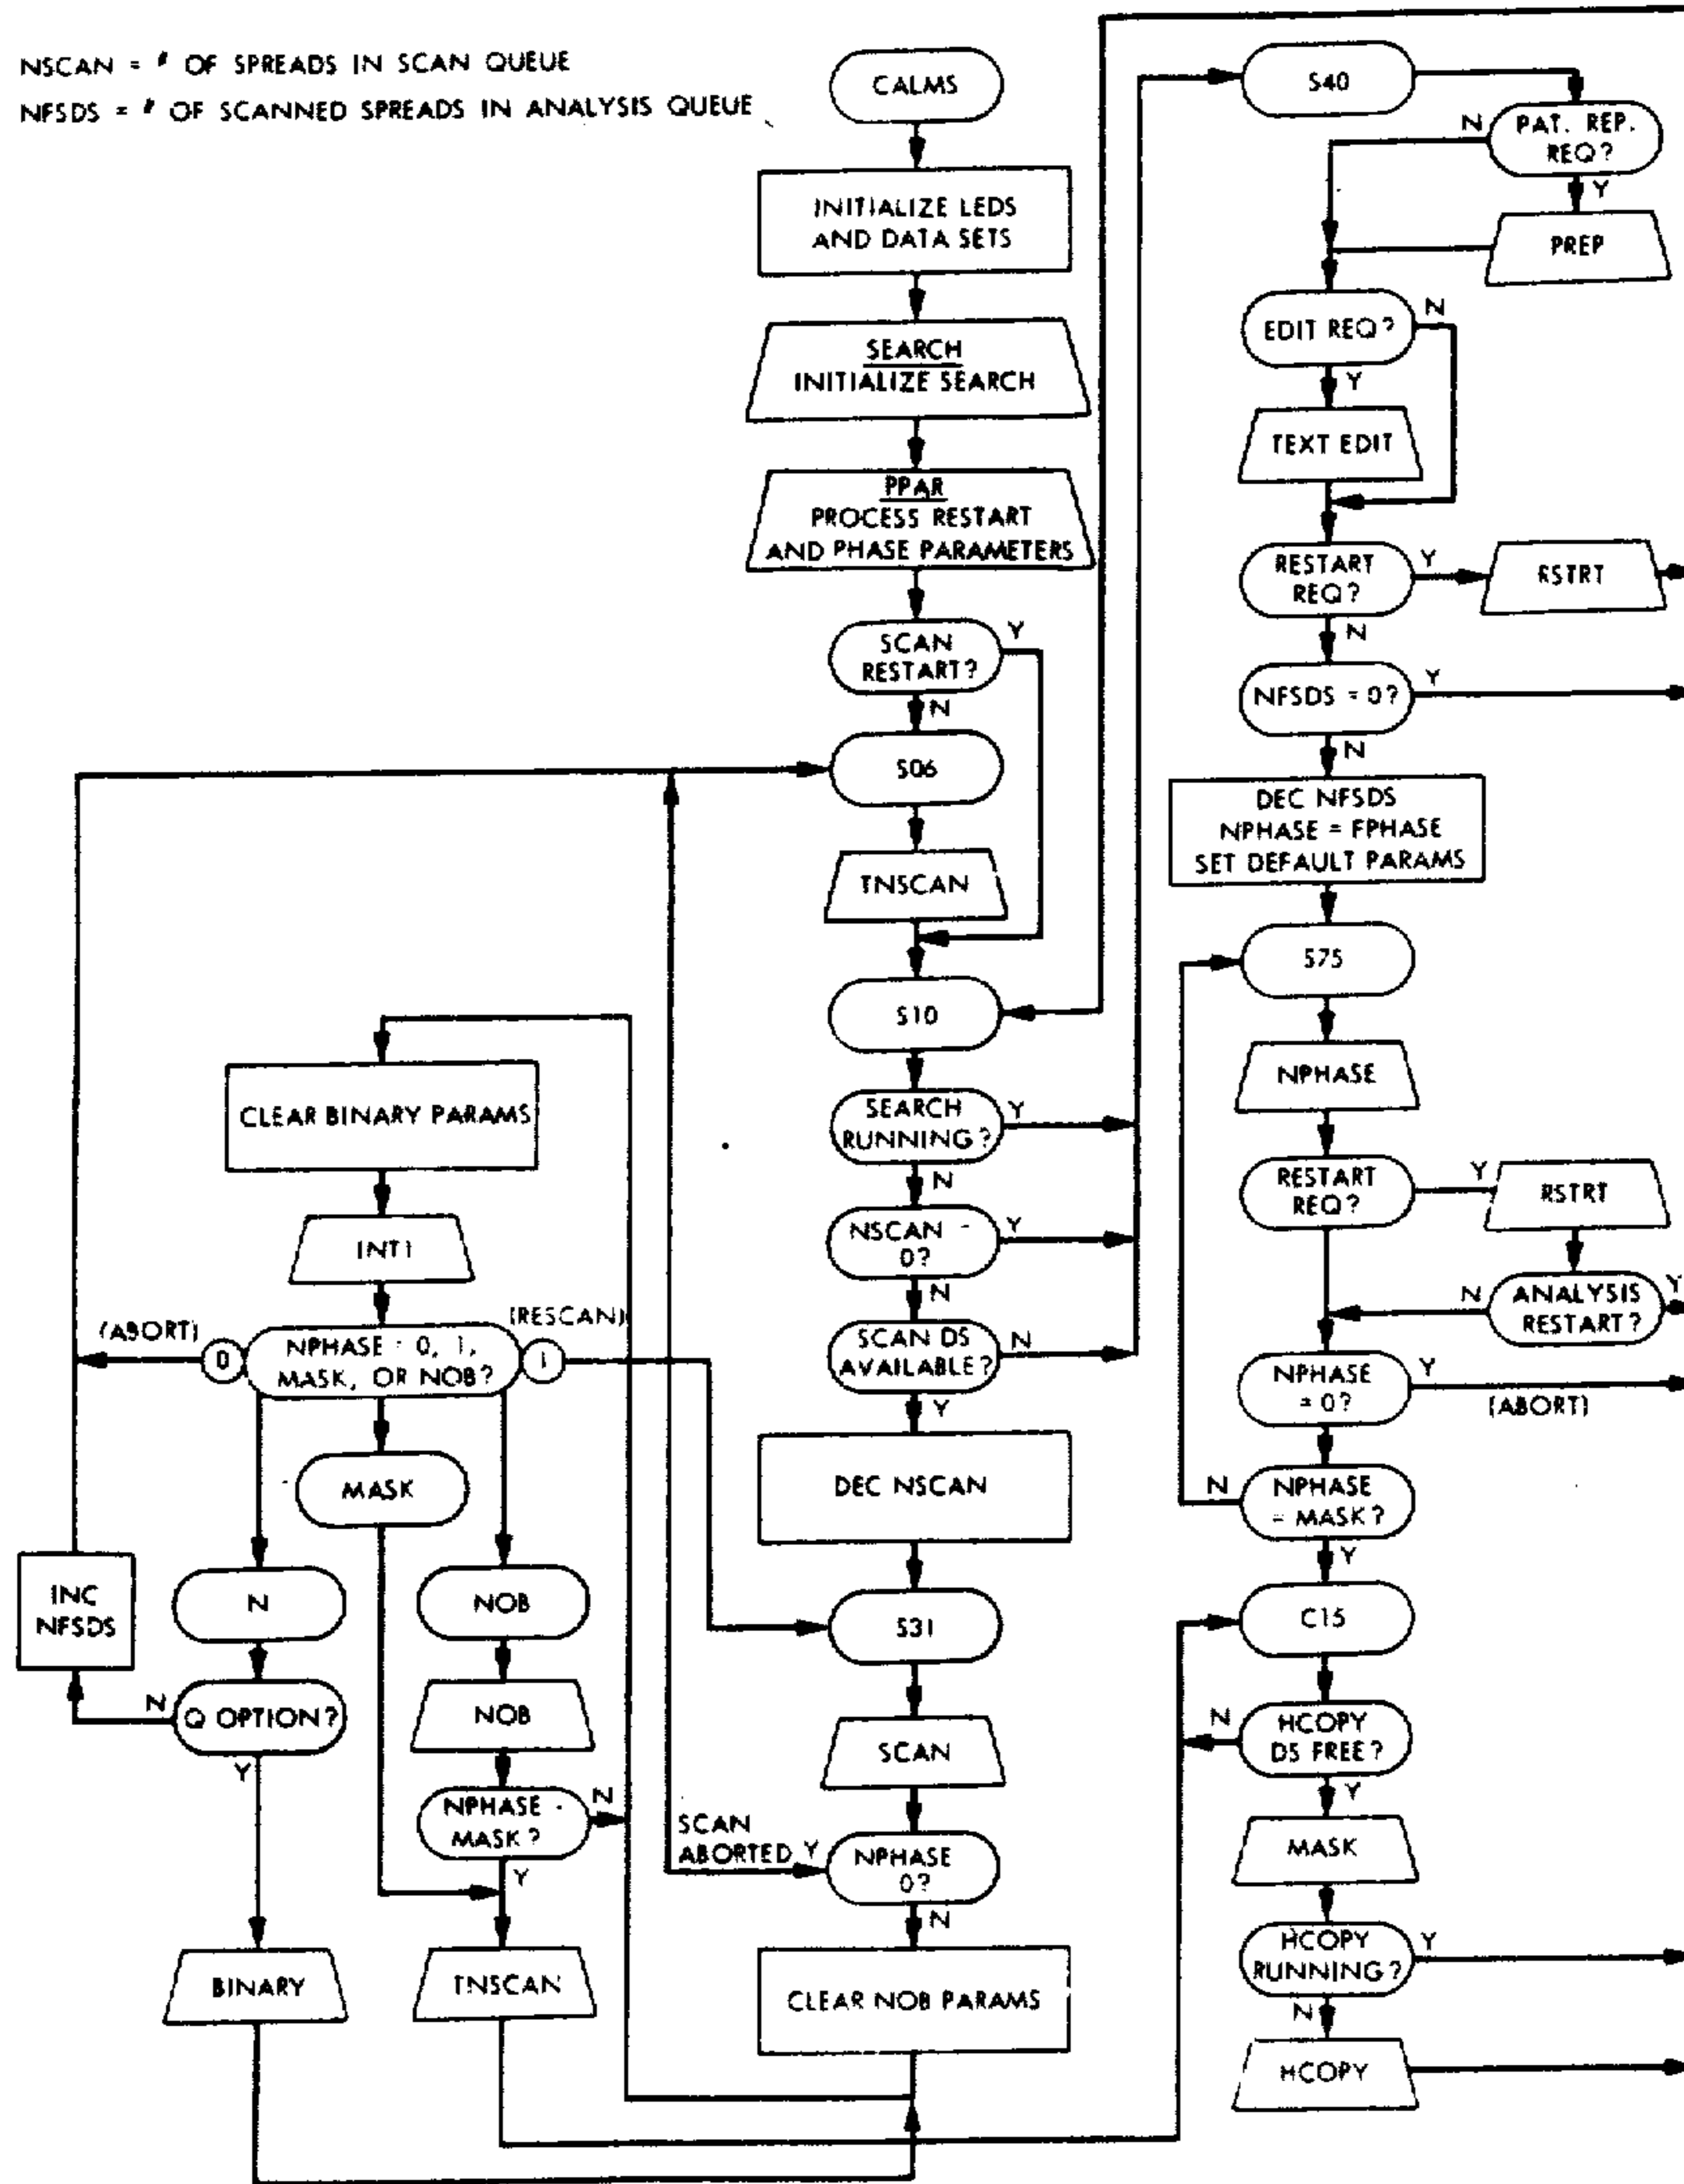 NSCAN = # OF SPREADS IN SCAN QUEUE
NFSDS = # OF SCANNED SPREADS IN ANALYSIS QUEUE
CALMS
INITIALIZE LEDS
AND DATA SETS
SEARCH
INITIALIZE SEARCH
PPAR
PROCESS RESTART
AND PHASE PARAMETERS
SCAN
RESTART?
Y
N
S06
TNSCAN
S10
SEARCH
RUNNING?
Y
N
NSCAN -
0?
Y
N
SCAN DS
AVAILABLE?
N
Y
DEC NSCAN
S31
SCAN
SCAN
ABORTED
Y
NPHASE
0?
N
CLEAR NOB PARAMS
CLEAR BINARY PARAMS
INT1
(ABORT)
0
NPHASE = 0, 1,
MASK, OR NOB?
1
(RESCAN)
MASK
INC
NFSDS
N
NOB
N
Q OPTION?
Y
NOB
NPHASE -
MASK?
N
Y
BINARY
TNSCAN
S40
N
PAT. REP.
REQ?
Y
PREP
EDIT REQ?
N
Y
TEXT EDIT
RESTART
REQ?
Y
RSTRT
N
NFSDS = 0?
Y
N
DEC NFSDS
NPHASE = FPHASE
SET DEFAULT PARAMS
S75
NPHASE
RESTART
REQ?
Y
RSTRT
N
ANALYSIS
RESTART?
Y
NPHASE
= 0?
Y
(ABORT)
N
NPHASE
= MASK?
Y
C15
N
HCOPY
DS FREE?
Y
MASK
HCOPY
RUNNING?
Y
N
HCOPY